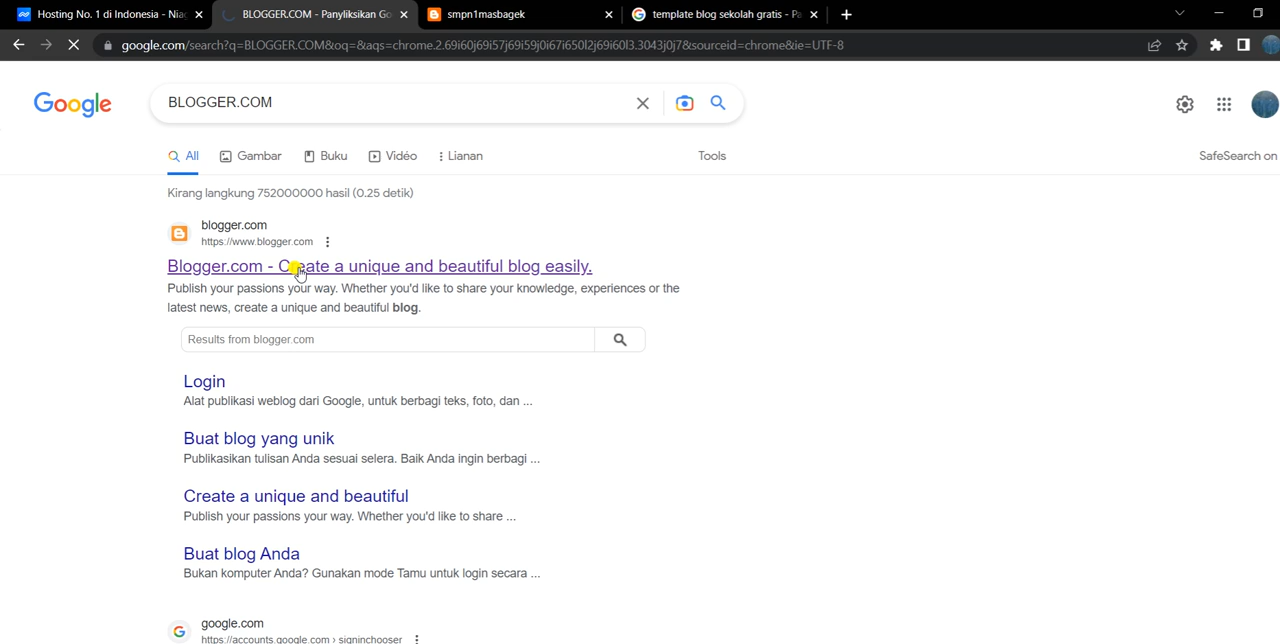 Hosting No. 1 di Indonesia - Niag
BLOGGER.COM - Panyliksikan Go
smpn1masbagek
template blog sekolah gratis - Pa
google.com/search?q=BLOGGER.COM&oq=&aqs=chrome.2.69i60j69i57j69i59j0i67i650l2j69i60l3.3043j0j7&sourceid=chrome&ie=UTF-8
Google
BLOGGER.COM
All
Gambar
Buku
Vidéo
Lianan
Tools
SafeSearch on
Kirang langkung 752000000 hasil (0.25 detik)
blogger.com
https://www.blogger.com
Blogger.com - Create a unique and beautiful blog easily.
Publish your passions your way. Whether you'd like to share your knowledge, experiences or the
latest news, create a unique and beautiful blog.
Results from blogger.com
Login
Alat publikasi weblog dari Google, untuk berbagi teks, foto, dan ...
Buat blog yang unik
Publikasikan tulisan Anda sesuai selera. Baik Anda ingin berbagi ...
Create a unique and beautiful
Publish your passions your way. Whether you'd like to share ...
Buat blog Anda
Bukan komputer Anda? Gunakan mode Tamu untuk login secara ...
google.com
https://accounts.google.com › signinchooser